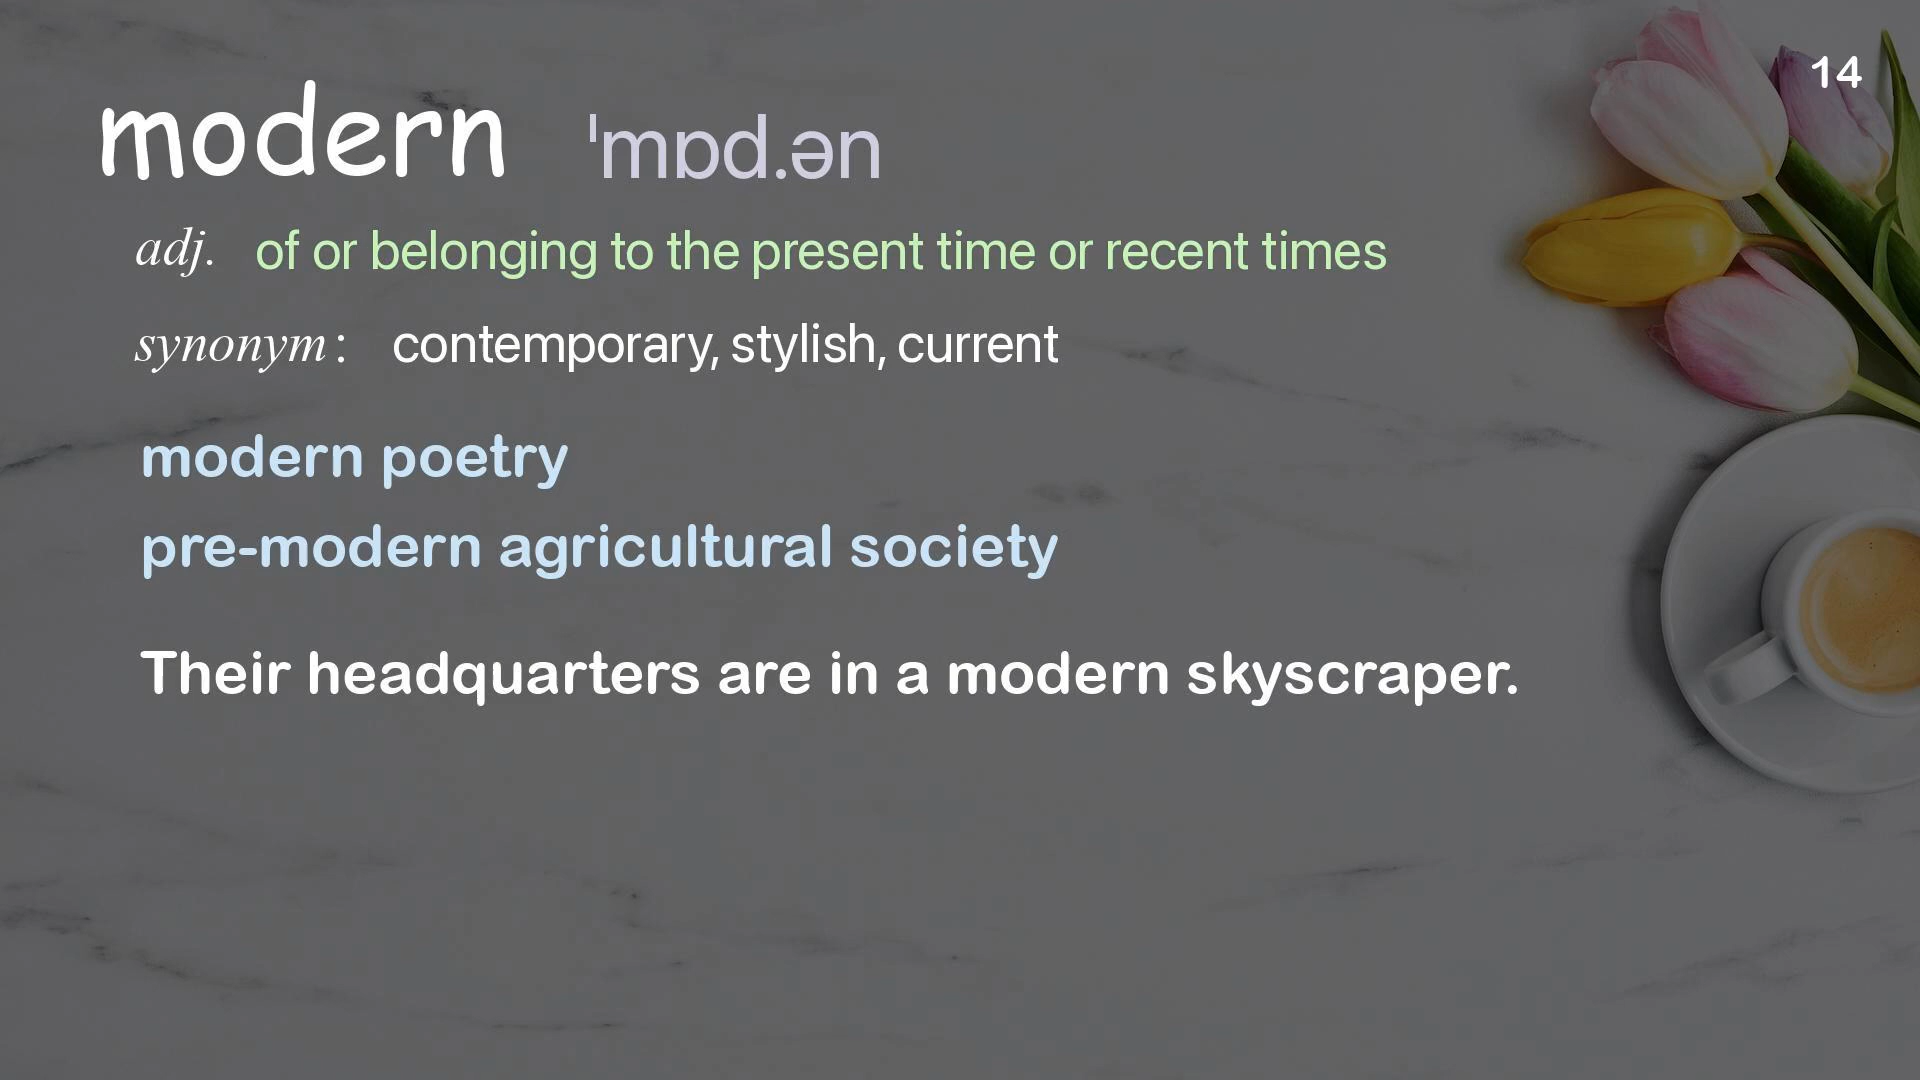 14
modern ˈmɒd.ən
adj. of or belonging to the present time or recent times
synonym : contemporary, stylish, current
modern poetry
pre-modern agricultural society
Their headquarters are in a modern skyscraper.